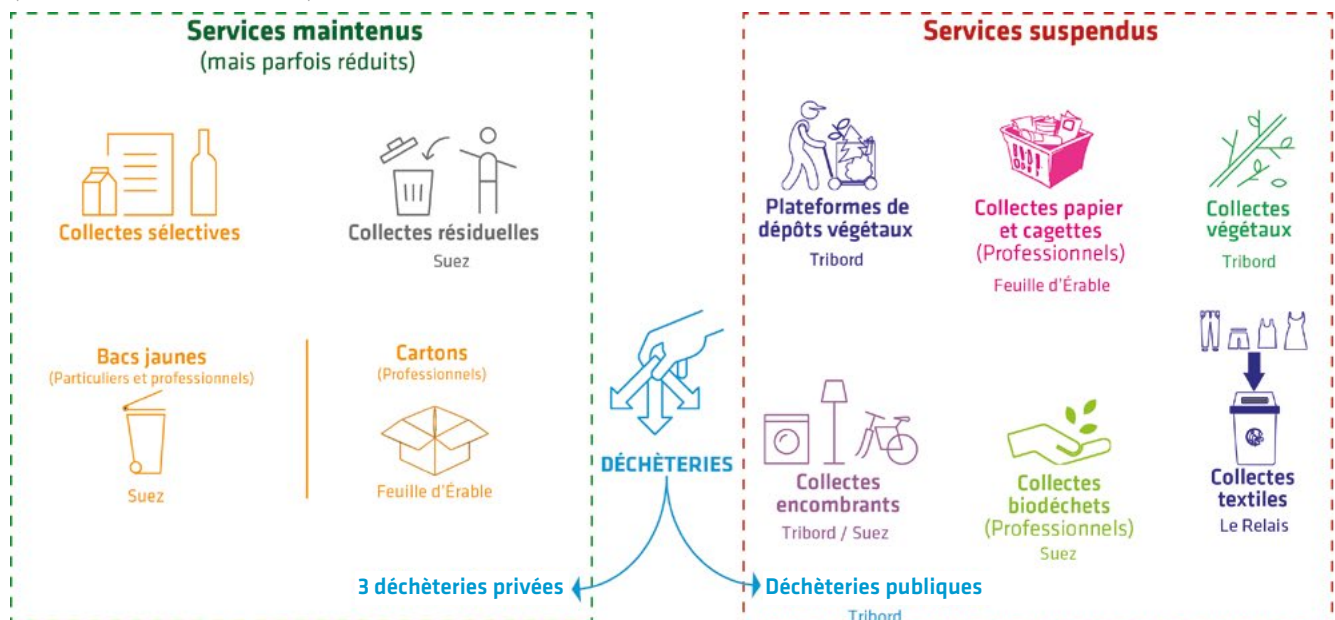 Services maintenus
(mais parfois réduits)
Collectes sélectives
Collectes résiduelles
Suez
Bacs jaunes
(Particuliers et professionnels)
Suez
Cartons
(Professionnels)
Feuille d'Érable
DÉCHÈTERIES
3 déchèteries privées
Déchèteries publiques
Tribord
Services suspendus
Plateformes de
dépôts végétaux
Tribord
Collectes papier
et cagettes
(Professionnels)
Feuille d'Érable
Collectes
végétaux
Tribord
Collectes
encombrants
Tribord / Suez
Collectes
biodéchets
(Professionnels)
Suez
Collectes
textiles
Le Relais